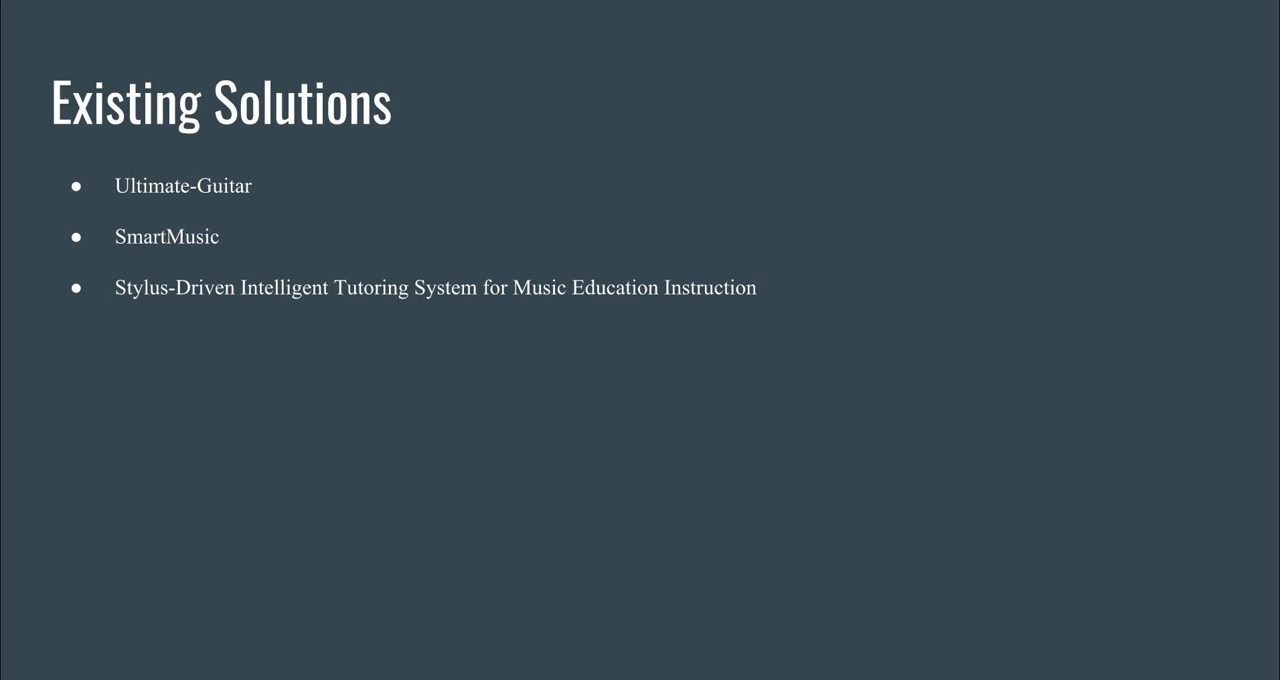 Existing Solutions
● Ultimate-Guitar
● SmartMusic
● Stylus-Driven Intelligent Tutoring System for Music Education Instruction